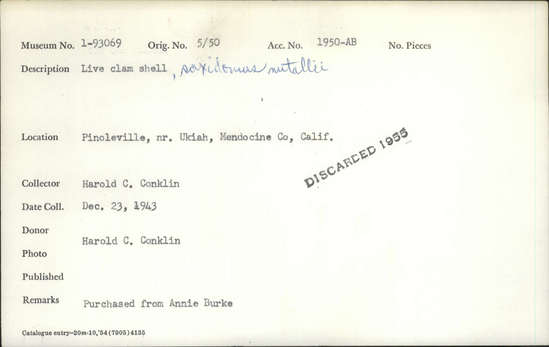 Museum No. 1-93069 Orig. No. 5/50 Acc. No. 1950-AB No. Pieces
Description Live clam shell, saxidomus nutallii
Location Pinoleville, nr. Ukiah, Mendocine Co, Calif.
DISCARDED 1955
Collector Harold C. Conklin
Date Coll. Dec. 23, 1943
Donor Harold C. Conklin
Photo
Published
Remarks Purchased from Annie Burke
Catalogue entry—20m-10,'54(7905)4155